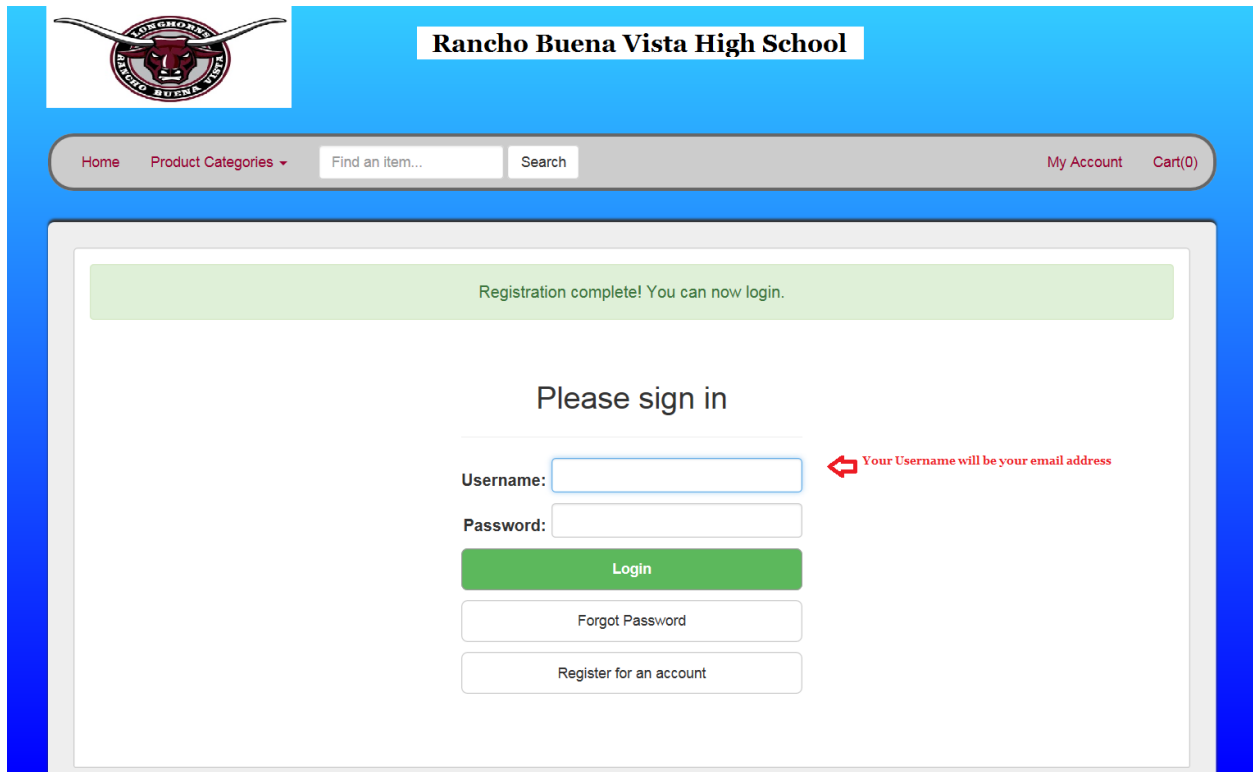 LONGHORNS
RANCHO BUENA VISTA
Rancho Buena Vista High School
Home Product Categories Find an item... Search My Account Cart(0)
Registration complete! You can now login.
Please sign in
Username:
Your Username will be your email address
Password:
Login
Forgot Password
Register for an account